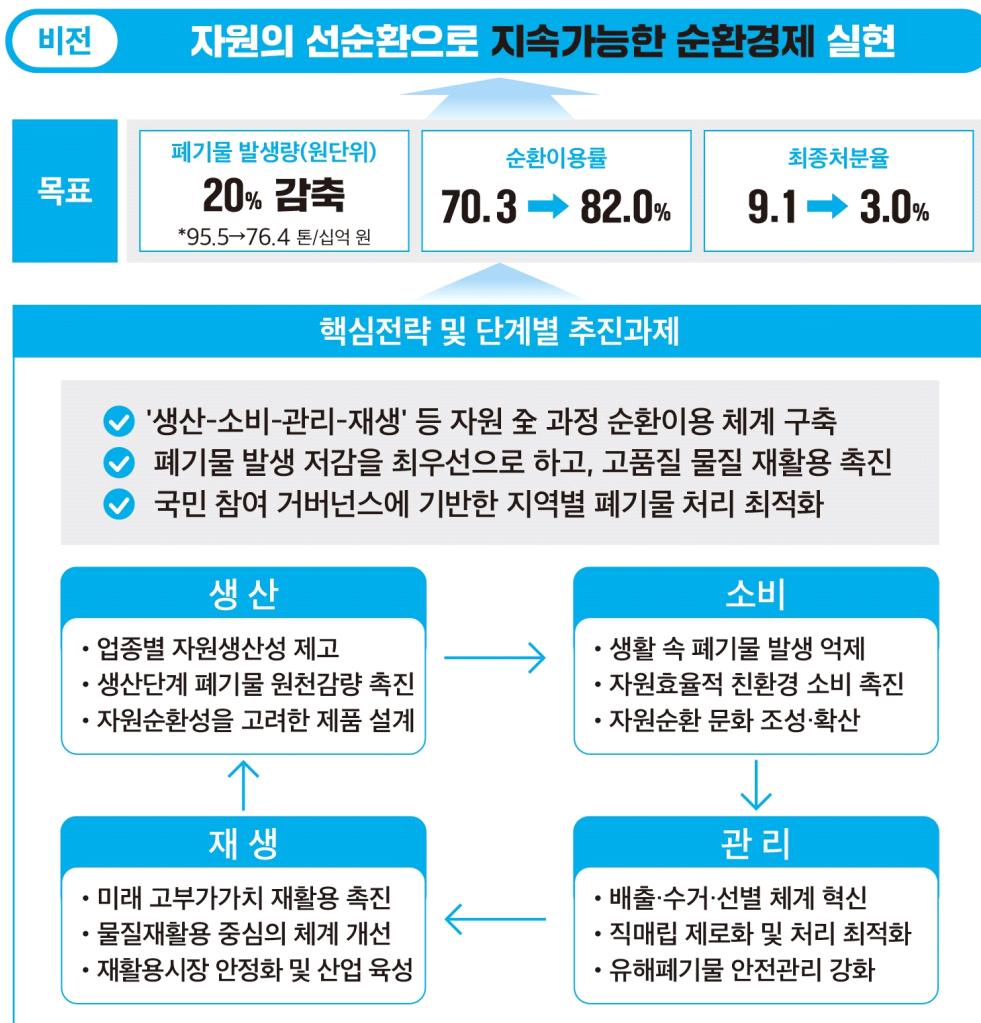 비전
자원의 선순환으로 지속가능한 순환경제 실현
목표
폐기물 발생량(원단위)
20% 감축
*95.5→76.4 톤/십억 원
순환이용률
70.3 ➡ 82.0%
최종처분율
9.1 ➡ 3.0%
핵심전략 및 단계별 추진과제
'생산-소비-관리-재생' 등 자원 全 과정 순환이용 체계 구축
폐기물 발생 저감을 최우선으로 하고, 고품질 물질 재활용 촉진
국민 참여 거버넌스에 기반한 지역별 폐기물 처리 최적화
생 산
• 업종별 자원생산성 제고
• 생산단계 폐기물 원천감량 촉진
• 자원순환성을 고려한 제품 설계
소비
• 생활 속 폐기물 발생 억제
• 자원효율적 친환경 소비 촉진
• 자원순환 문화 조성·확산
재 생
• 미래 고부가가치 재활용 촉진
• 물질재활용 중심의 체계 개선
• 재활용시장 안정화 및 산업 육성
관 리
• 배출·수거·선별 체계 혁신
• 직매립 제로화 및 처리 최적화
• 유해폐기물 안전관리 강화